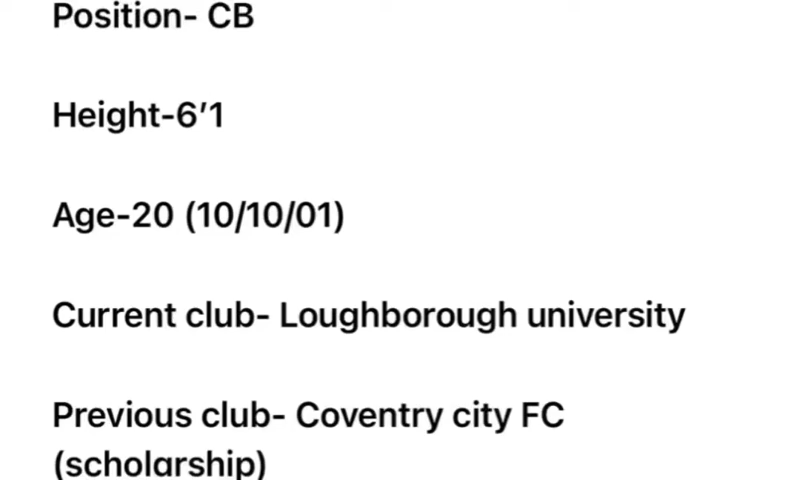 Position- CB
Height-6’1
Age-20 (10/10/01)
Current club- Loughborough university
Previous club- Coventry city FC
(scholarship)